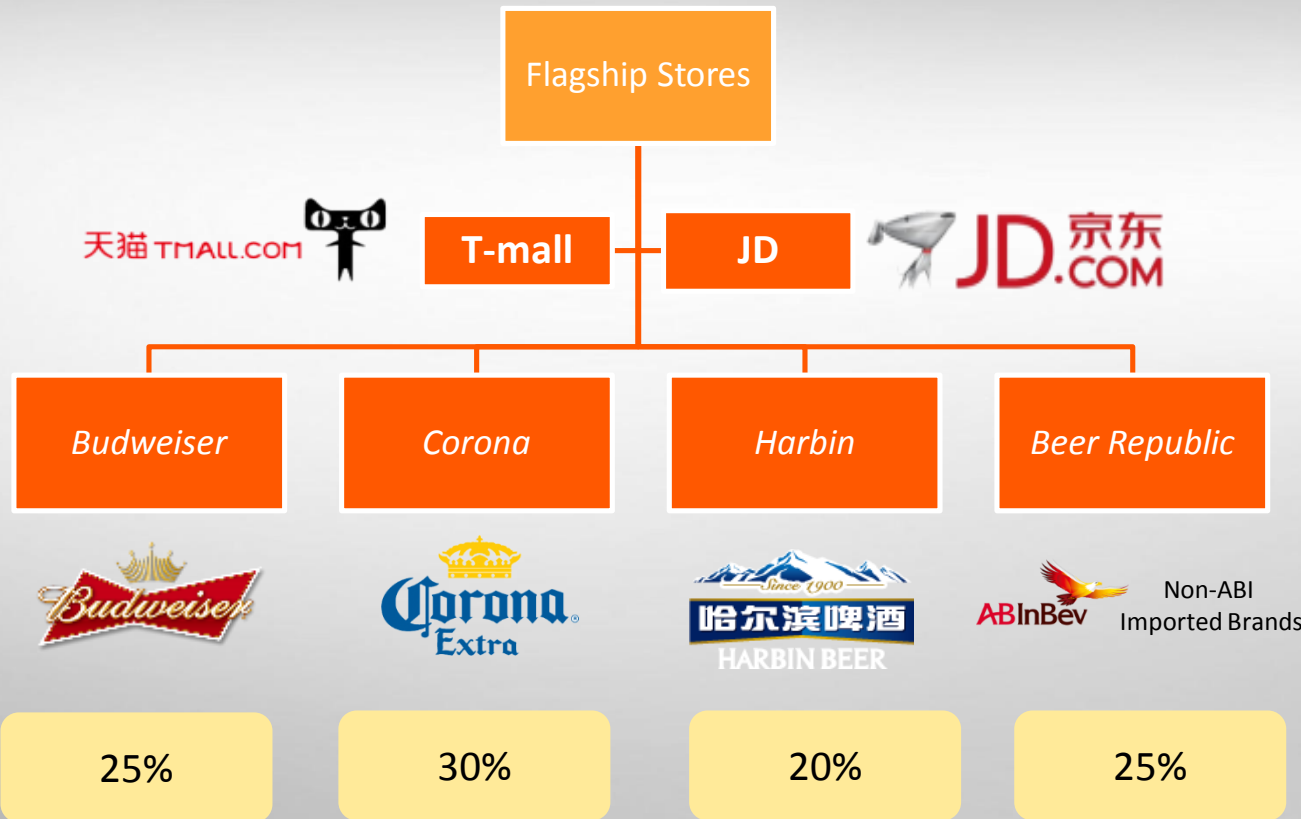 Flagship Stores
天猫 TMALL.COM
T-mall
JD
JD.京东
COM
Budweiser
Corona
Harbin
Beer Republic
Budweiser
Corona®
Extra
Since 1900
哈尔滨啤酒
HARBIN BEER
ABInBev
Non-ABI
Imported Brands
25%
30%
20%
25%